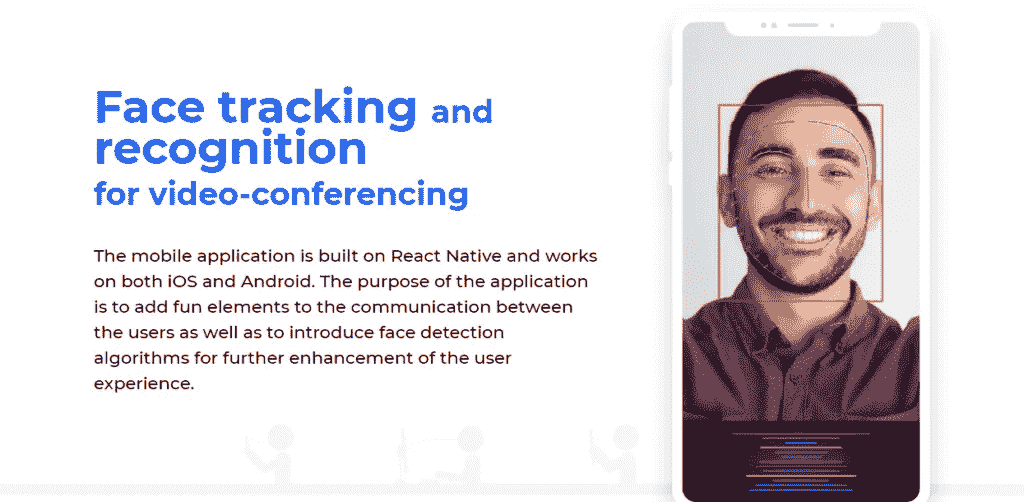 Face tracking and
recognition
for video-conferencing
The mobile application is built on React Native and works
on both iOS and Android. The purpose of the application
is to add fun elements to the communication between
the users as well as to introduce face detection
algorithms for further enhancement of the user
experience.